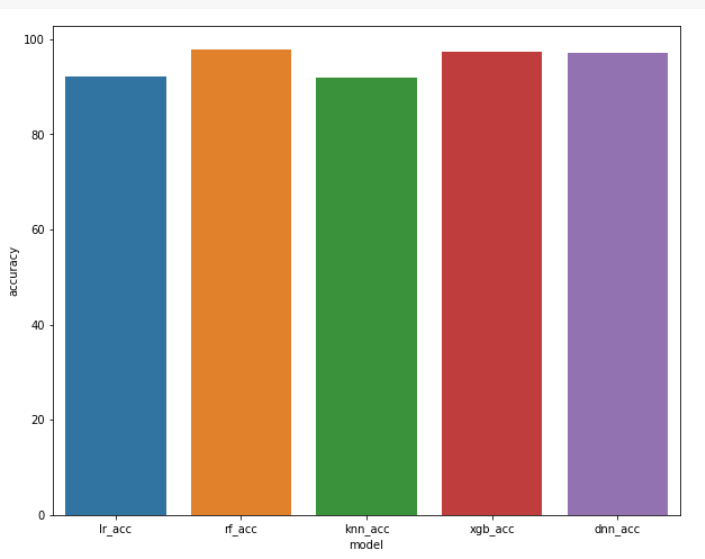 100
80
60
40
20
0
accuracy
lr_acc
rf_acc
knn_acc
xgb_acc
dnn_acc
model